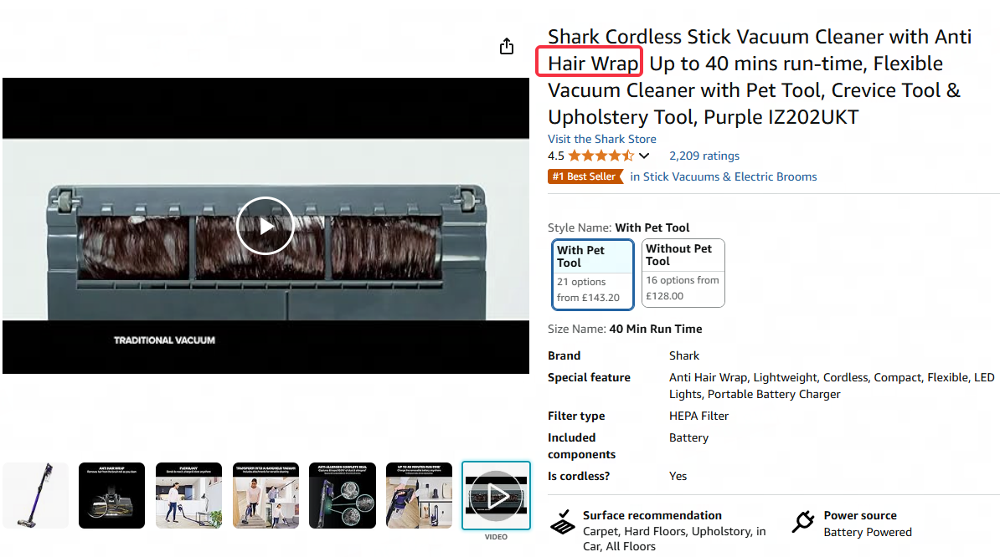 Shark Cordless Stick Vacuum Cleaner with Anti
Hair Wrap, Up to 40 mins run-time, Flexible
Vacuum Cleaner with Pet Tool, Crevice Tool &
Upholstery Tool, Purple IZ202UKT
Visit the Shark Store
4.5 2,209 ratings
#1 Best Seller in Stick Vacuums & Electric Brooms
TRADITIONAL VACUUM
Style Name: With Pet Tool
With Pet
Tool
21 options
from £143.20
Without Pet
Tool
16 options from
£128.00
Size Name: 40 Min Run Time
Brand Shark
Special feature Anti Hair Wrap, Lightweight, Cordless, Compact, Flexible, LED
Lights, Portable Battery Charger
Filter type HEPA Filter
Included Battery
components
Is cordless? Yes
ANTI HAIR WRAP
FLEXOLOGY
TRANSFORM INTO A HANDHELD VACUUM
ANTI-ALLERGEN COMPLETE SEAL
UP TO 40 MINUTES RUN-TIME
VIDEO
Surface recommendation
Carpet, Hard Floors, Upholstery, in
Car, All Floors
Power source
Battery Powered